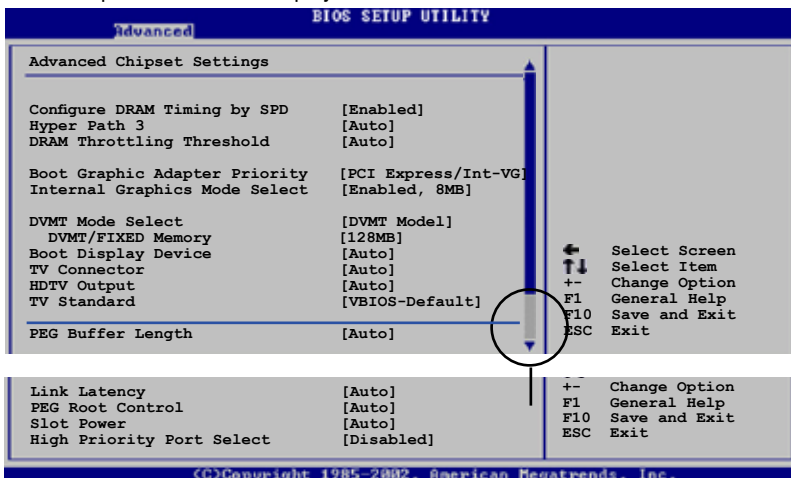 BIOS SETUP UTILITY
Advanced
Advanced Chipset Settings
Configure DRAM Timing by SPD [Enabled]
Hyper Path 3 [Auto]
DRAM Throttling Threshold [Auto]
Boot Graphic Adapter Priority [PCI Express/Int-VG]
Internal Graphics Mode Select [Enabled, 8MB]
DVMT Mode Select [DVMT Model]
DVMT/FIXED Memory [128MB]
Boot Display Device [Auto]
TV Connector [Auto]
HDTV Output [Auto]
TV Standard [VBIOS-Default]
PEG Buffer Length [Auto]
← Select Screen
↑↓ Select Item
+- Change Option
F1 General Help
F10 Save and Exit
ESC Exit
Link Latency [Auto]
PEG Root Control [Auto]
Slot Power [Auto]
High Priority Port Select [Disabled]
+- Change Option
F1 General Help
F10 Save and Exit
ESC Exit
(C)Copyright 1985-2002, American Megatrends, Inc.